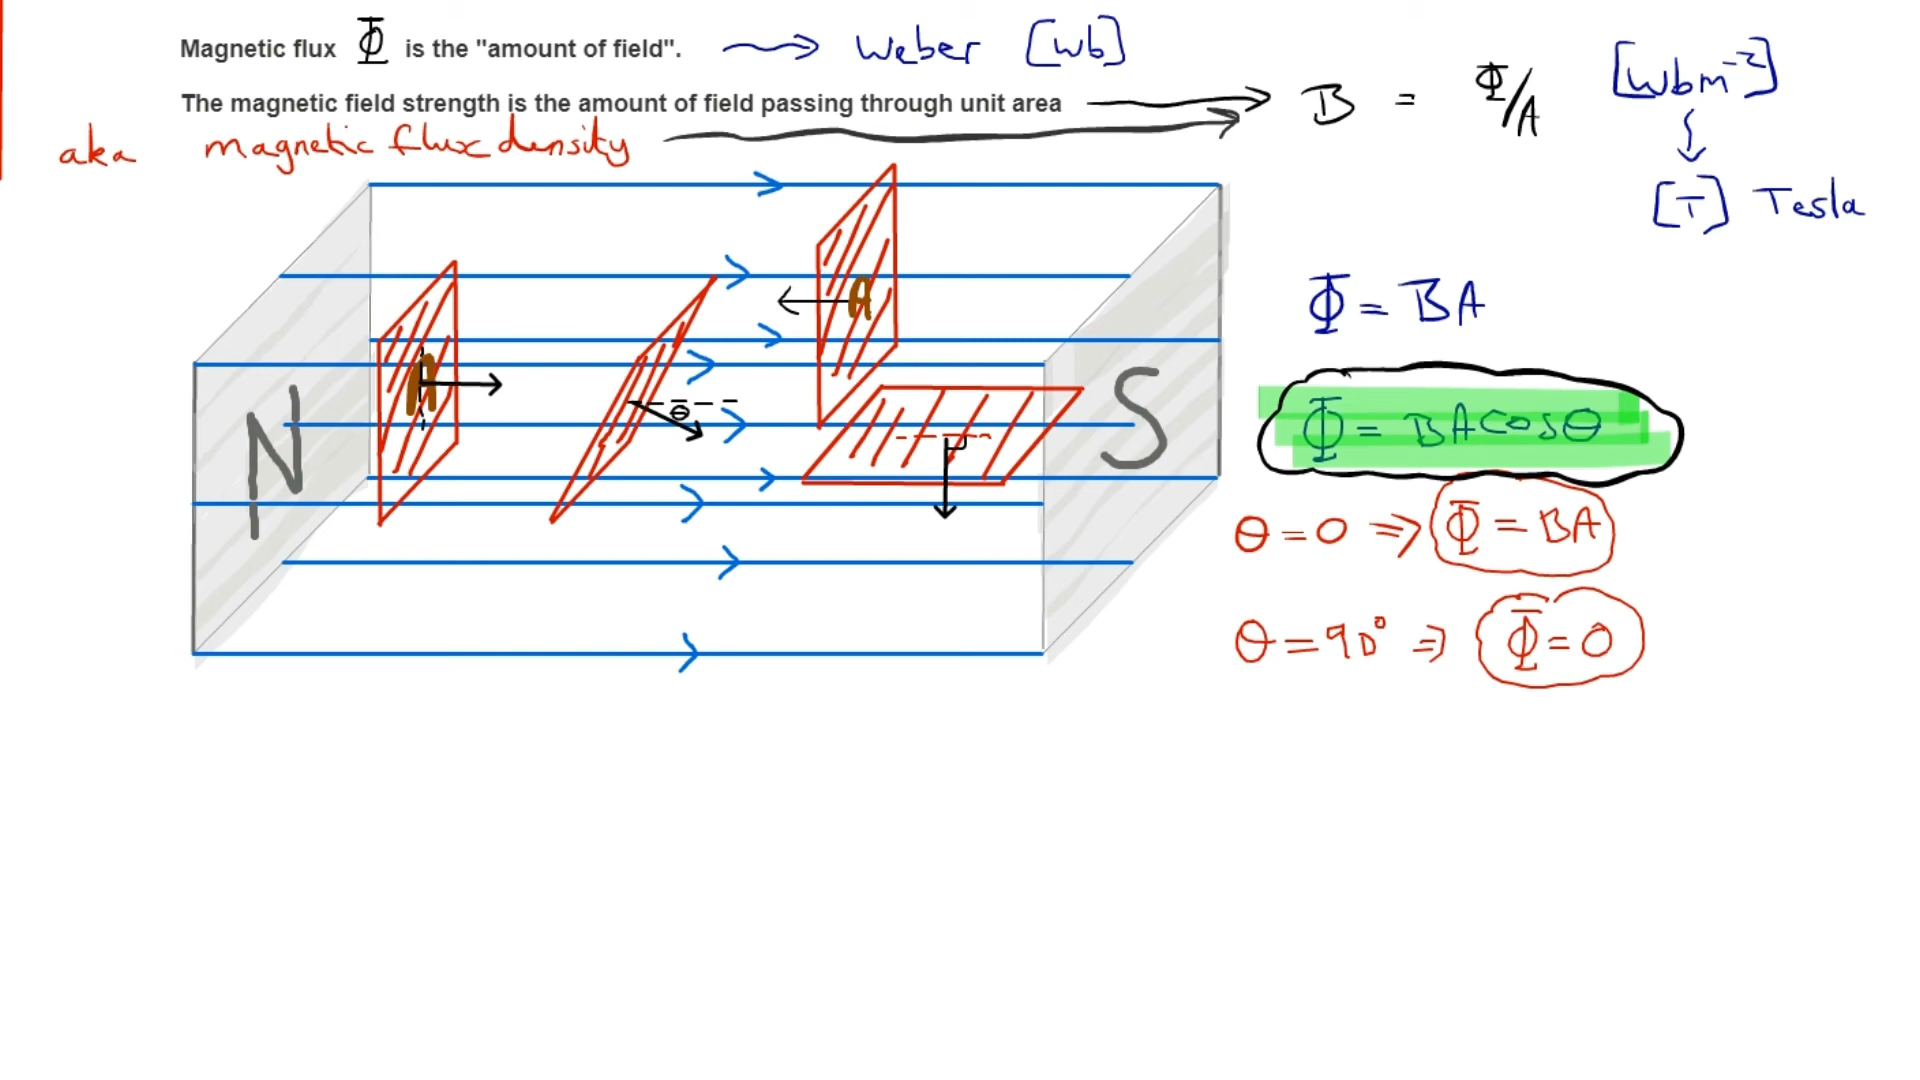 Magnetic flux Φ is the "amount of field". → Weber [Wb]
The magnetic field strength is the amount of field passing through unit area → B = Φ/A [Wbm⁻²]
aka magnetic flux density
[T] Tesla
A
A
θ
N
S
Φ = BA
Φ = BAcosθ
θ = 0 ⇒ Φ = BA
θ = 90° ⇒ Φ = 0